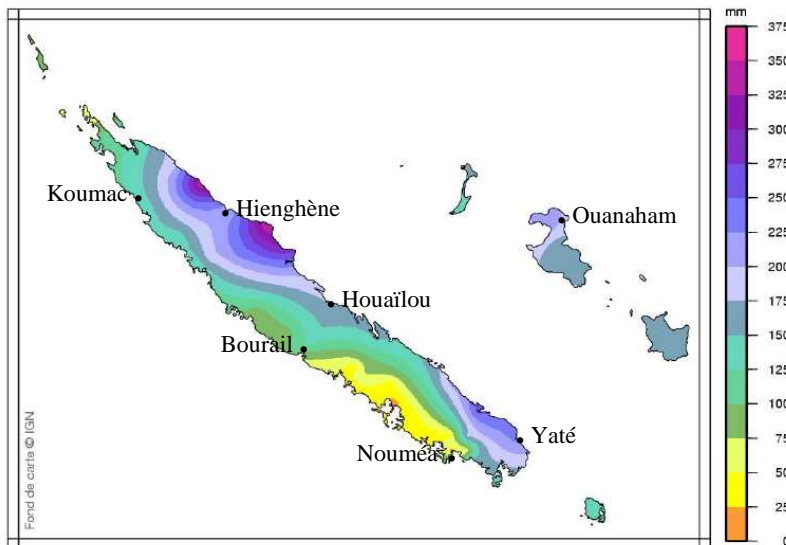 mm
375
350
325
300
275
250
225
200
175
150
125
100
75
50
25
0
Koumac
Hienghène
Ouanaham
Houaïlou
Bourail
Yaté
Nouméa
Fond de carte © IGN